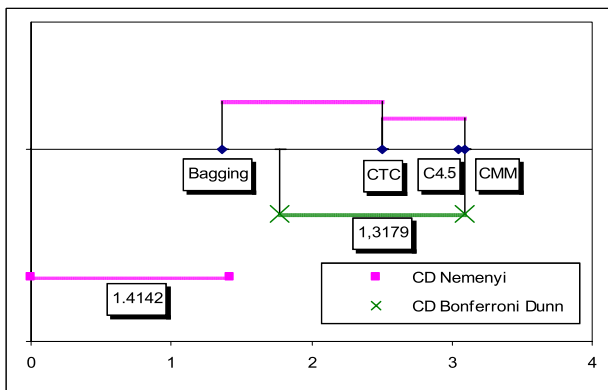 Bagging CTC C4.5 CMM
1,3179
1.4142
CD Nemenyi
CD Bonferroni Dunn
0 1 2 3 4